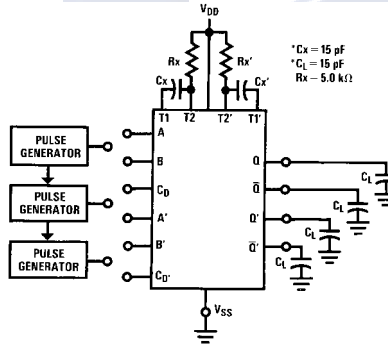 VDD
Rx
Rx'
Cx
Cx'
*Cx = 15 pF
*CL = 15 pF
Rx – 5.0 kΩ
T1
T2
T2'
T1'
PULSE
GENERATOR
PULSE
GENERATOR
PULSE
GENERATOR
A
B
CD
A'
B'
CD'
Q
Q̅
Q'
Q̅'
CL
CL
CL
CL
VSS